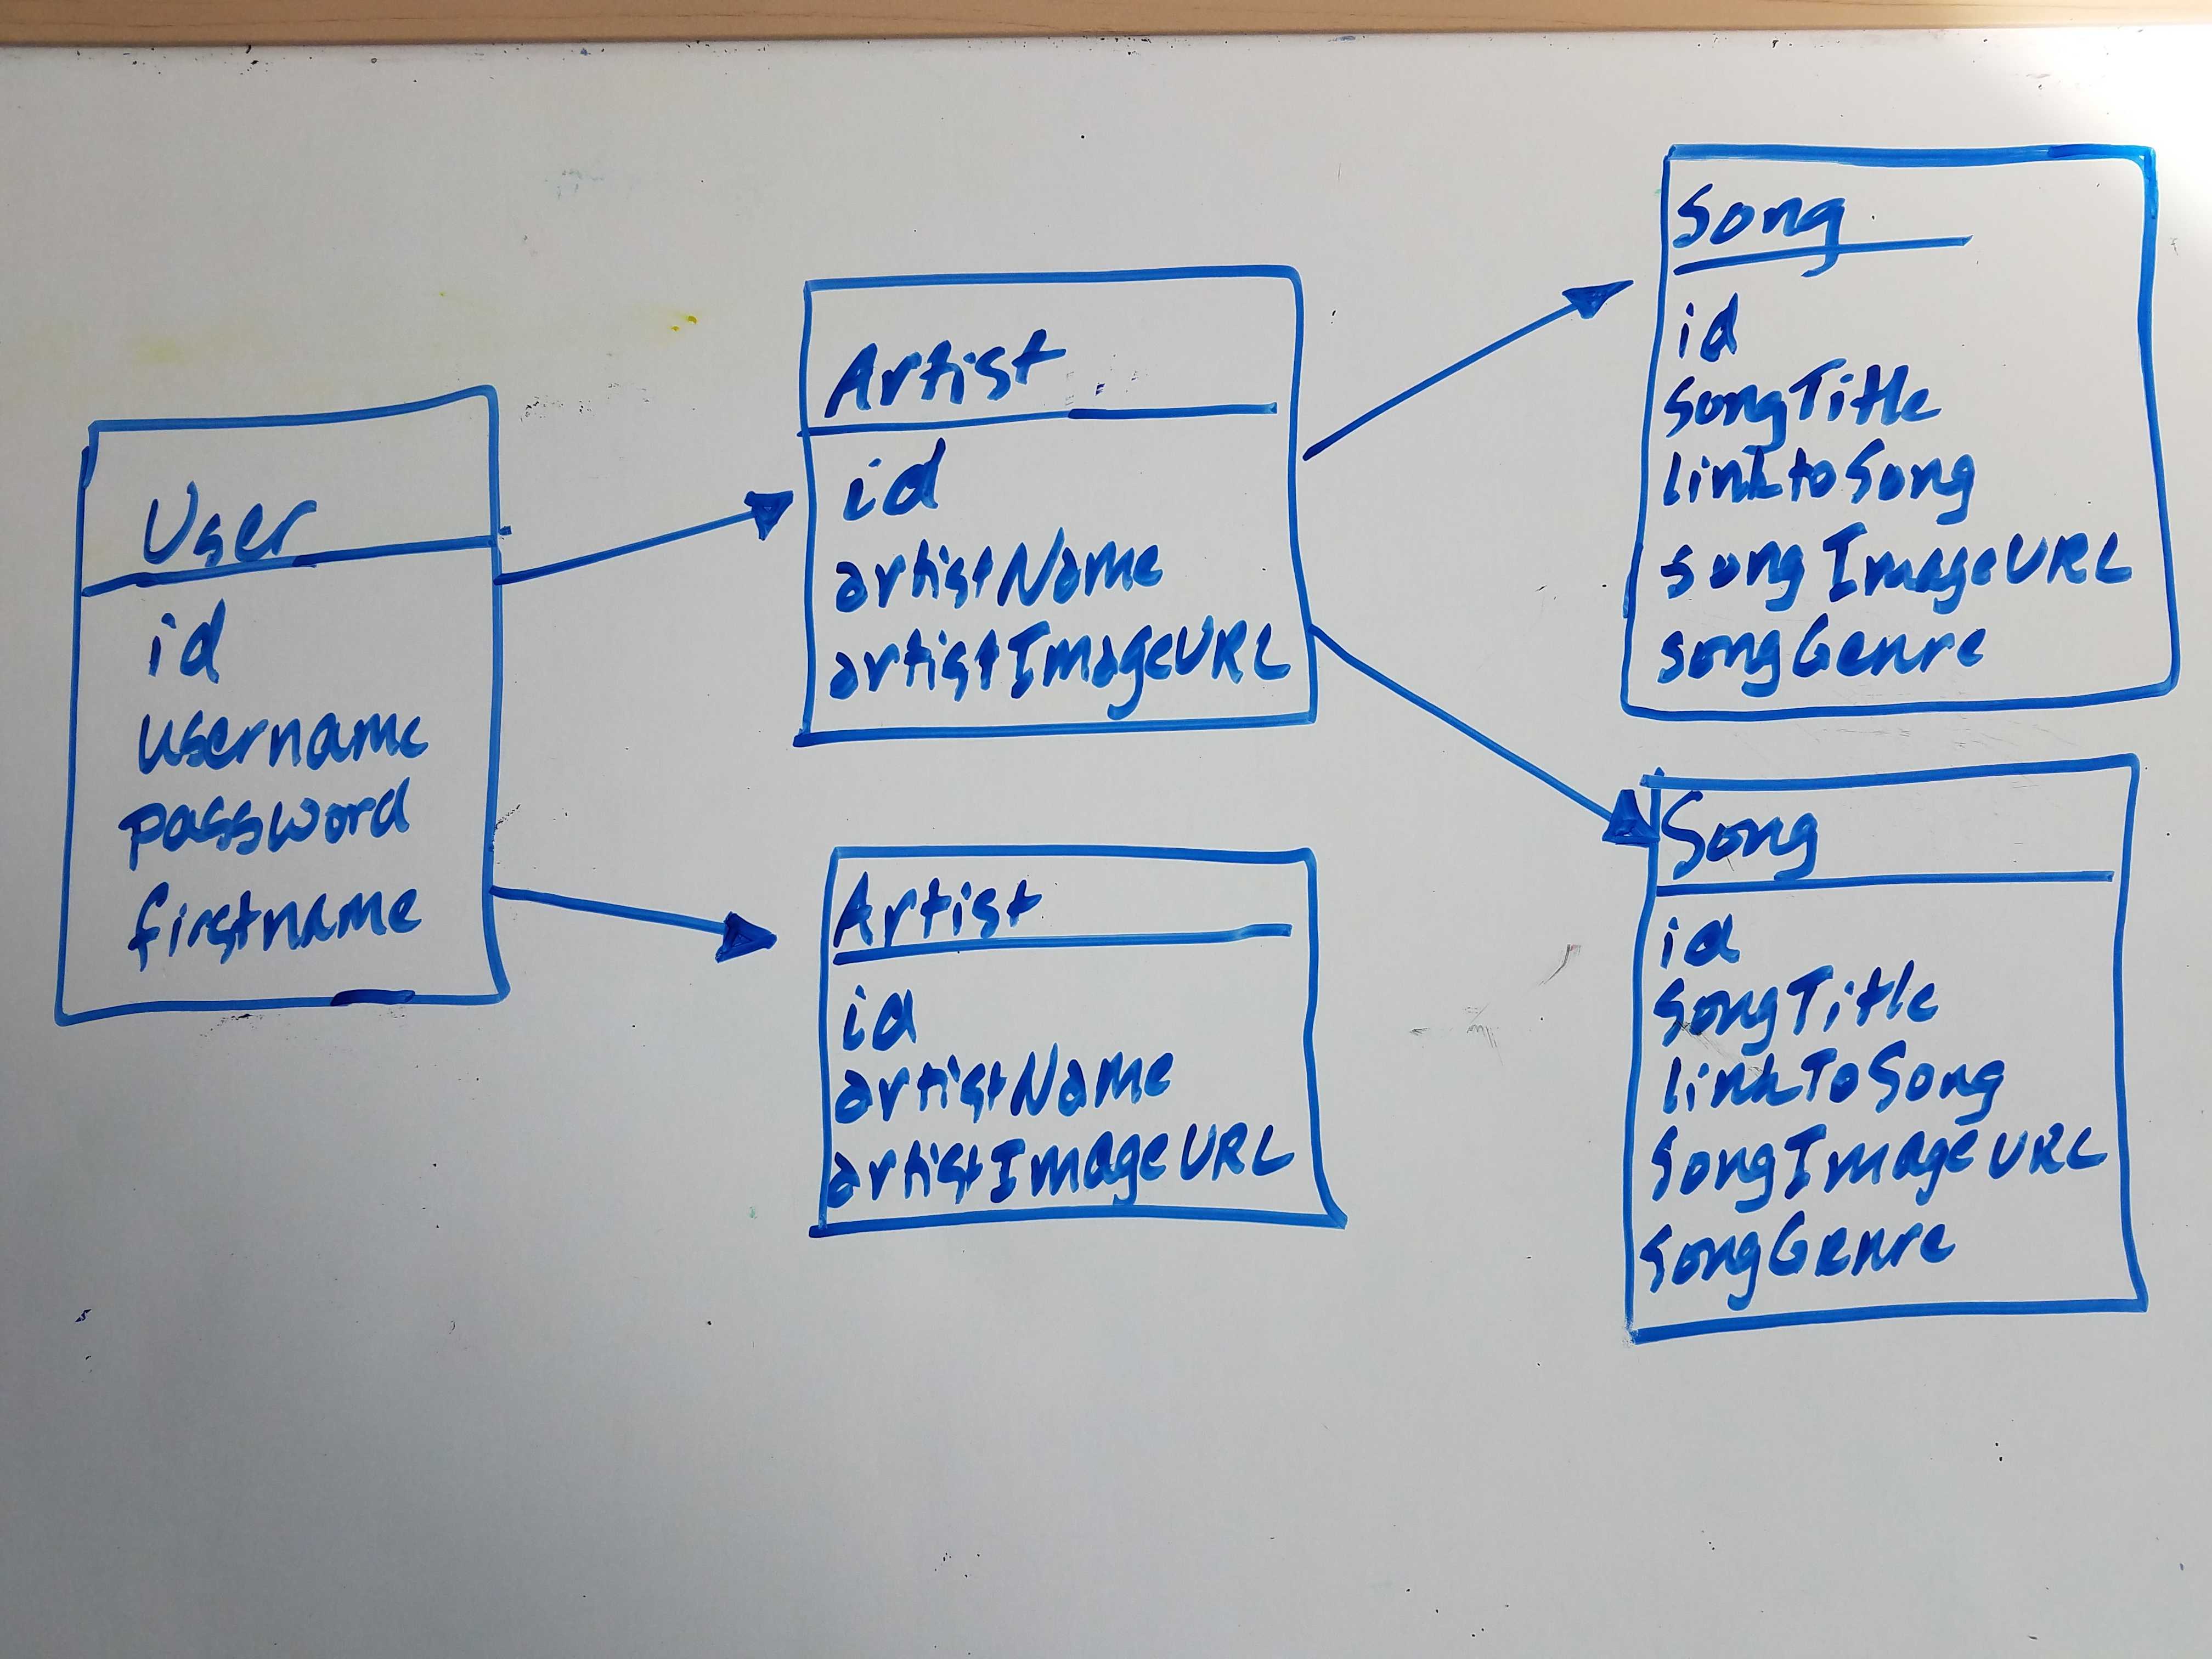 User
id
username
password
firstname
Artist
id
artistName
artistImageURL
Artist
id
artistName
artistImageURL
Song
id
songTitle
linktoSong
songImageURL
songGenre
Song
id
songTitle
linkToSong
songImageURL
songGenre